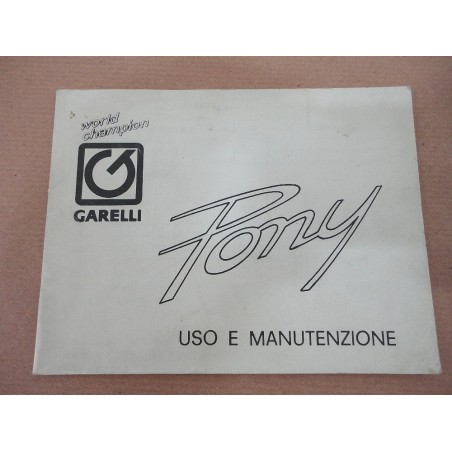 world
champion
GARELLI
Pony
USO E MANUTENZIONE